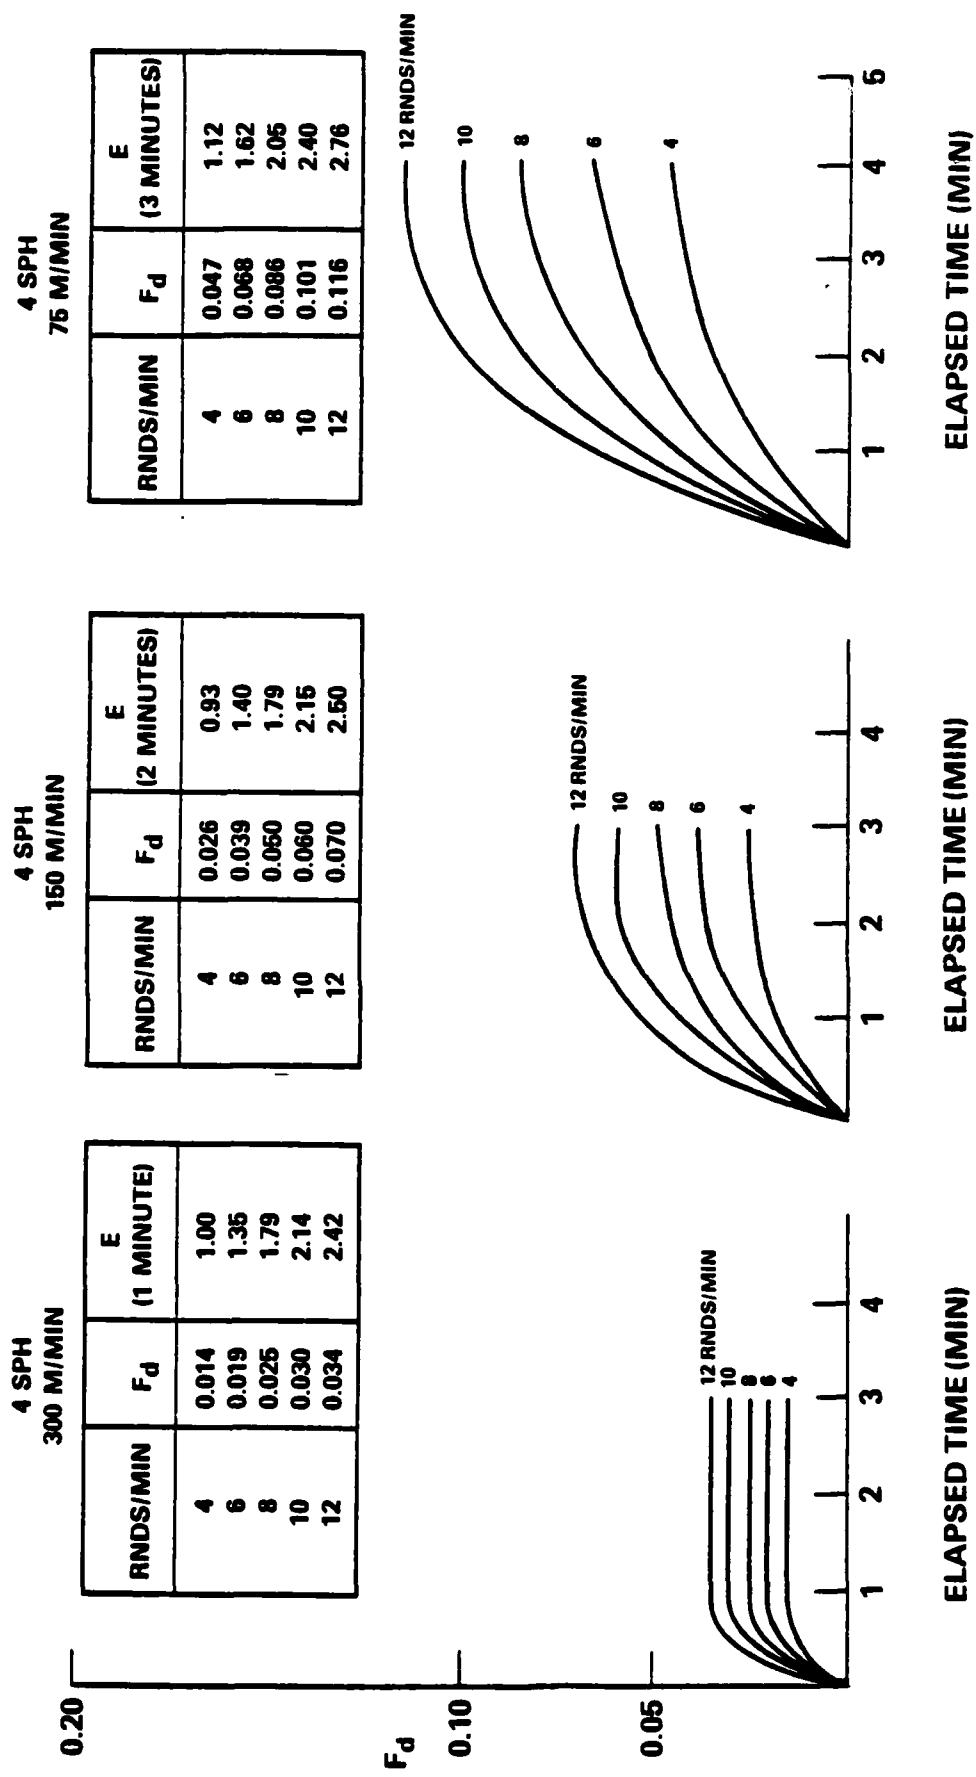 4 SPH
300 M/MIN
RNDS/MIN F_d E (1 MINUTE)
4 0.014 1.00
6 0.019 1.35
8 0.025 1.79
10 0.030 2.14
12 0.034 2.42
4 SPH
150 M/MIN
RNDS/MIN F_d E (2 MINUTES)
4 0.026 0.93
6 0.039 1.40
8 0.050 1.79
10 0.060 2.15
12 0.070 2.50
4 SPH
75 M/MIN
RNDS/MIN F_d E (3 MINUTES)
4 0.047 1.12
6 0.068 1.62
8 0.086 2.05
10 0.101 2.40
12 0.116 2.76
0.20
F_d
0.10
0.05
12 RNDS/MIN
10
8
6
4
1 2 3 4
ELAPSED TIME (MIN)
12 RNDS/MIN
10
8
6
4
1 2 3 4
ELAPSED TIME (MIN)
12 RNDS/MIN
10
8
6
4
1 2 3 4 5
ELAPSED TIME (MIN)